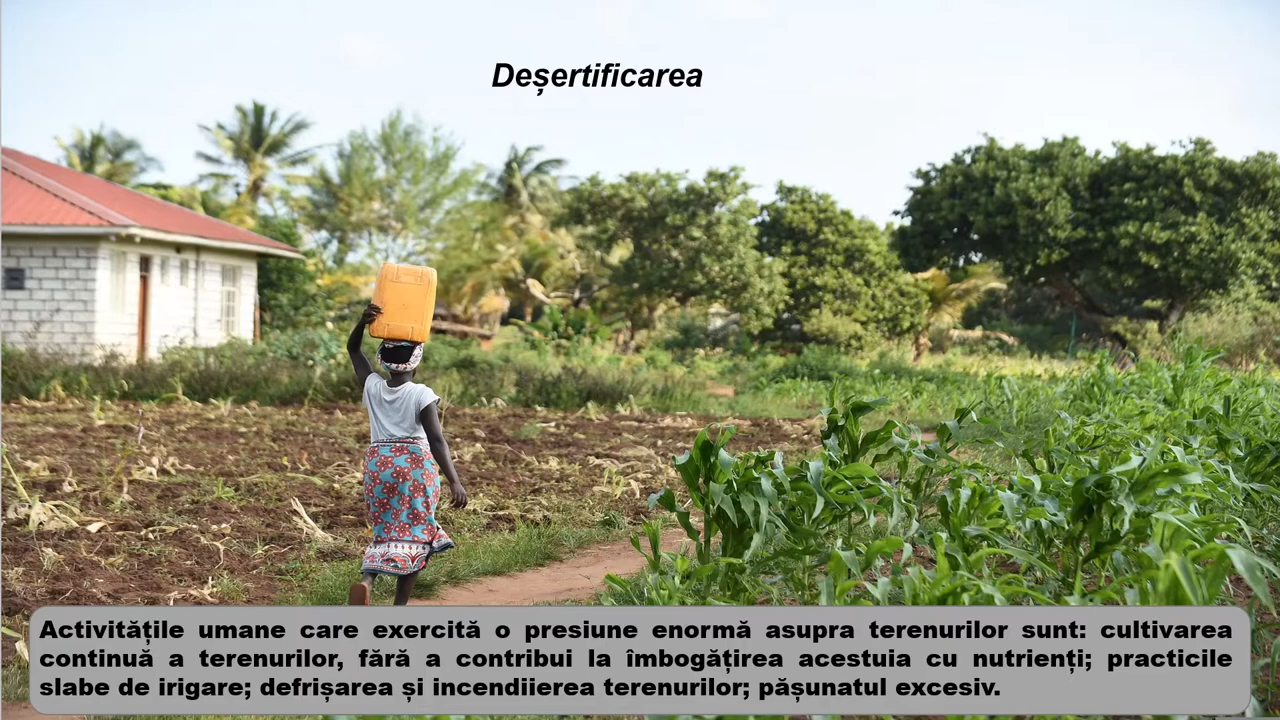 Deșertificarea
Activitățile umane care exercită o presiune enormă asupra terenurilor sunt: cultivarea
continuă a terenurilor, fără a contribui la îmbogățirea acestuia cu nutrienți; practicile
slabe de irigare; defrișarea și incendiierea terenurilor; pășunatul excesiv.